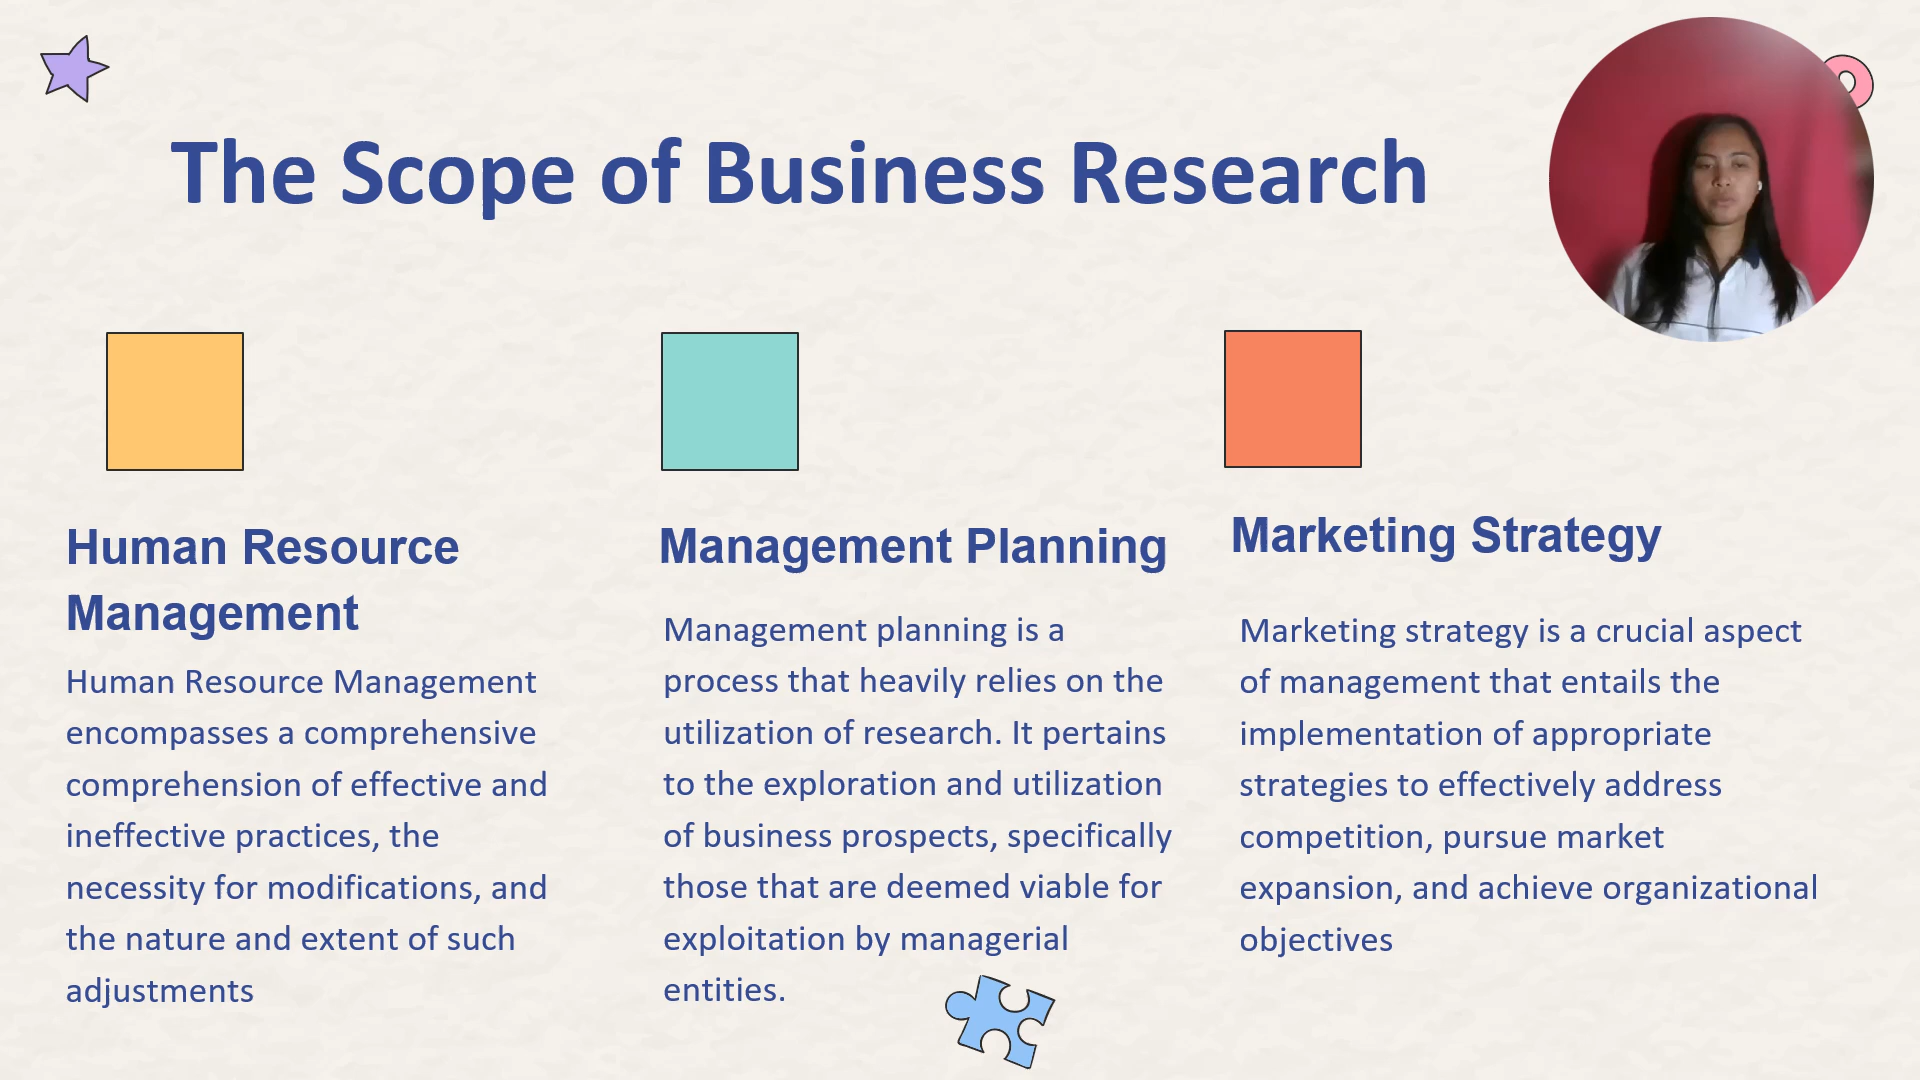 The Scope of Business Research
Human Resource
Management
Human Resource Management
encompasses a comprehensive
comprehension of effective and
ineffective practices, the
necessity for modifications, and
the nature and extent of such
adjustments
Management Planning
Management planning is a
process that heavily relies on the
utilization of research. It pertains
to the exploration and utilization
of business prospects, specifically
those that are deemed viable for
exploitation by managerial
entities.
Marketing Strategy
Marketing strategy is a crucial aspect
of management that entails the
implementation of appropriate
strategies to effectively address
competition, pursue market
expansion, and achieve organizational
objectives